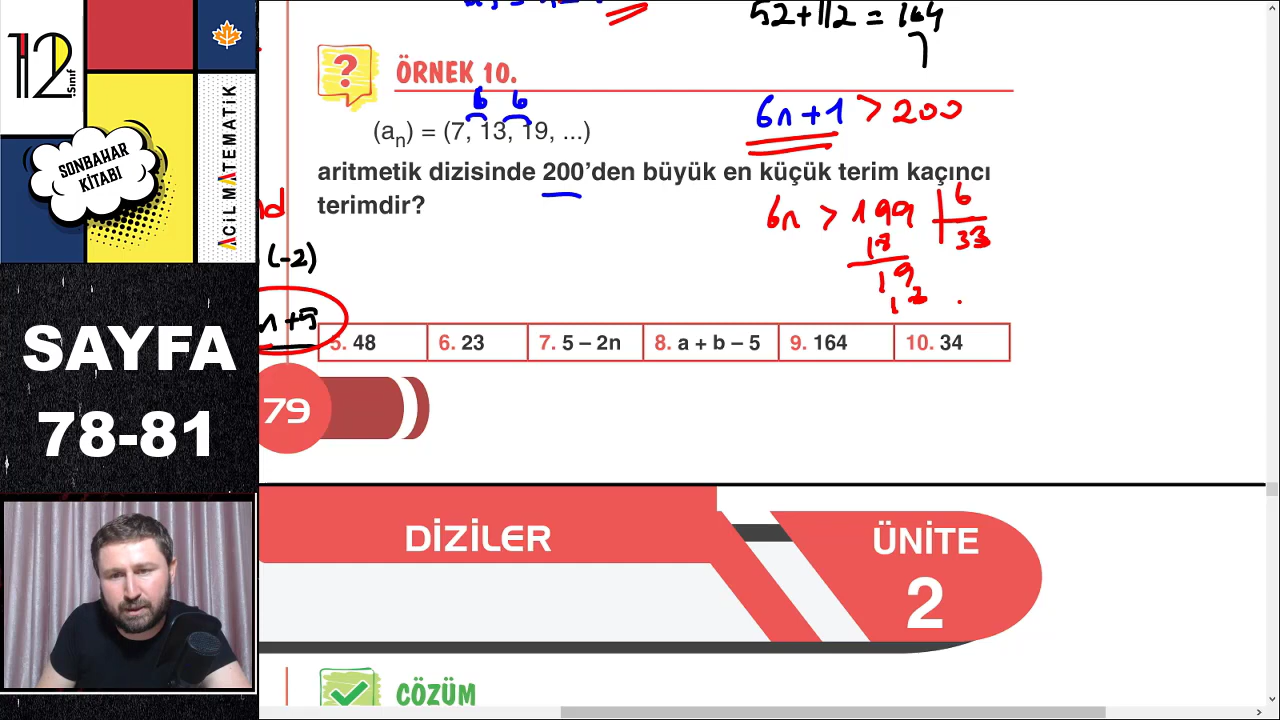 12
.Sınıf
SONBAHAR
KİTABI
ACİLMATEMATİK
SAYFA
78-81
52+112 = 164
?
ÖRNEK 10.
6 6
(an) = (7, 13, 19, ...)
6n+1 > 200
aritmetik dizisinde 200'den büyük en küçük terim kaçıncı
terimdir?
6n > 199 6
33
18
19
(-2)
n+5
5. 48 6. 23 7. 5 – 2n 8. a + b – 5 9. 164 10. 34
79
DİZİLER
ÜNİTE
2
ÇÖZÜM